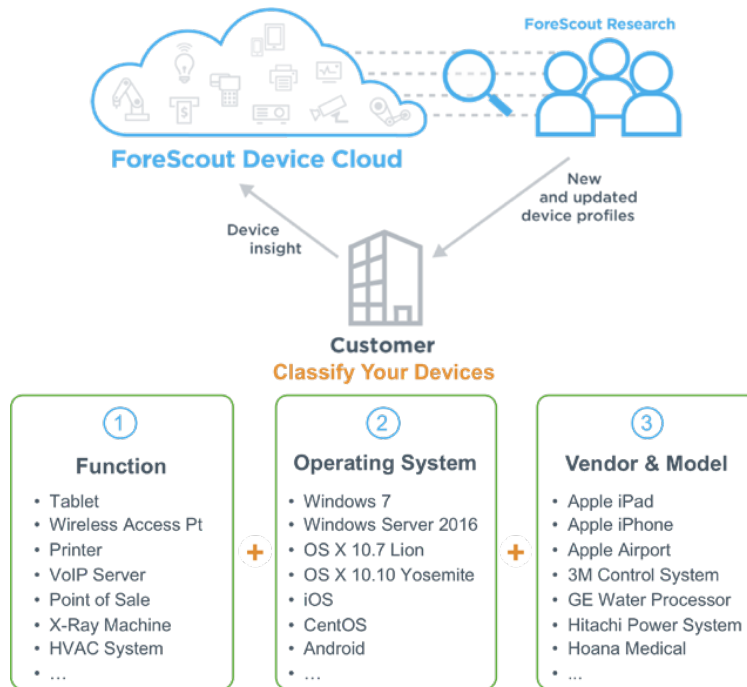 ForeScout Research
$
ForeScout Device Cloud
New
and updated
device profiles
Device
insight
Customer
Classify Your Devices
1
Function
• Tablet
• Wireless Access Pt
• Printer
• VoIP Server
• Point of Sale
• X-Ray Machine
• HVAC System
• …
+
2
Operating System
• Windows 7
• Windows Server 2016
• OS X 10.7 Lion
• OS X 10.10 Yosemite
• iOS
• CentOS
• Android
• …
+
3
Vendor & Model
• Apple iPad
• Apple iPhone
• Apple Airport
• 3M Control System
• GE Water Processor
• Hitachi Power System
• Hoana Medical
• ...